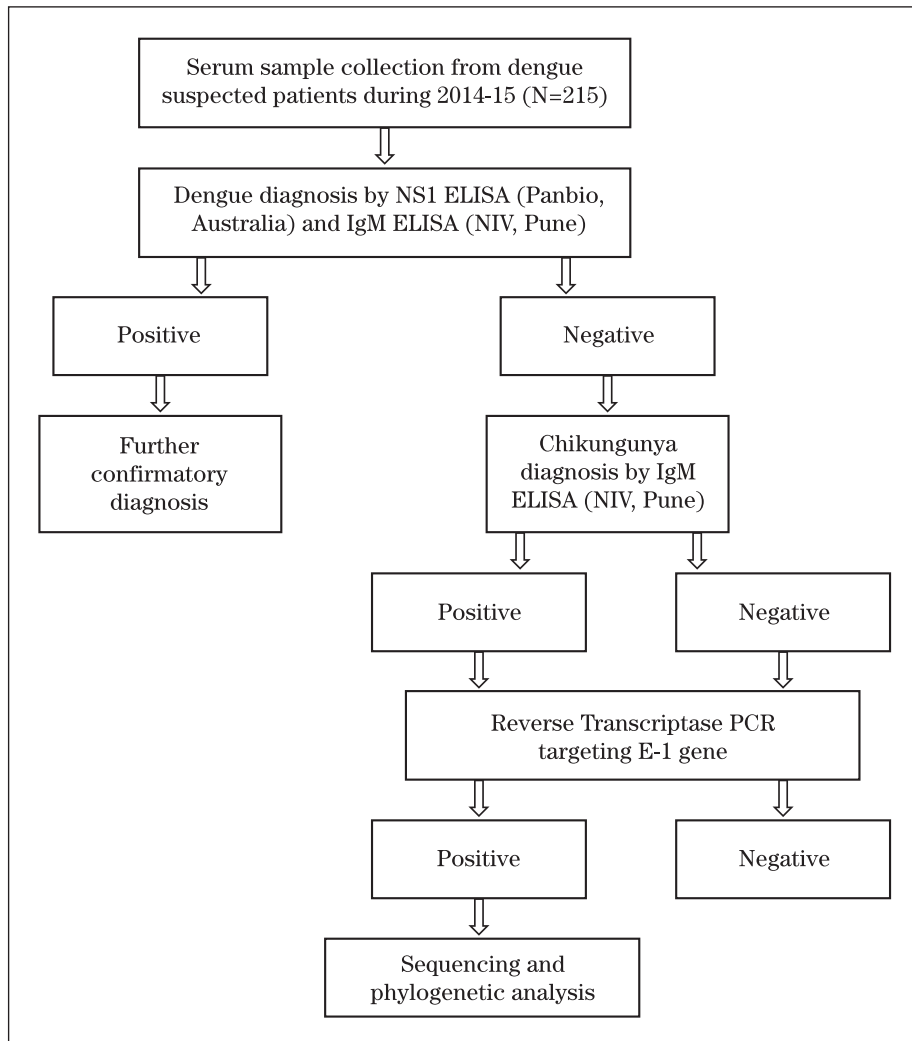 Serum sample collection from dengue
suspected patients during 2014-15 (N=215)
Dengue diagnosis by NS1 ELISA (Panbio,
Australia) and IgM ELISA (NIV, Pune)
Positive
Negative
Further
confirmatory
diagnosis
Chikungunya
diagnosis by IgM
ELISA (NIV, Pune)
Positive
Negative
Reverse Transcriptase PCR
targeting E-1 gene
Positive
Negative
Sequencing and
phylogenetic analysis